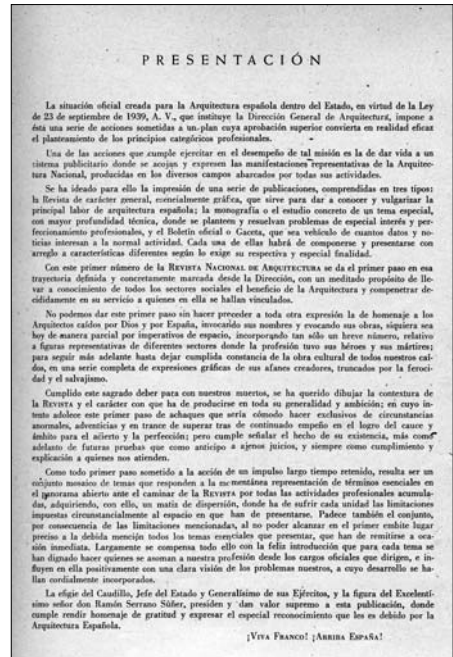 PRESENTACIÓN
La situación oficial creada para la Arquitectura española dentro del Estado, en virtud de la Ley
de 23 de septiembre de 1939, A. V., que instituye la Dirección General de Arquitectura, impone a
ésta una serie de acciones sometidas a un plan cuya aprobación superior convierta en realidad eficaz
el planteamiento de los principios categóricos profesionales.
Una de las acciones que cumple ejercitar en el desempeño de tal misión es la de dar vida a un
sistema publicitario donde se acojan y expresen las manifestaciones representativas de la Arquitec-
tura Nacional, producidas en los diversos campos abarcados por todas sus actividades.
Se ha ideado para ello la impresión de una serie de publicaciones, comprendidas en tres tipos:
la Revista de carácter general, esencialmente gráfica, que sirve para dar a conocer y vulgarizar la
principal labor de arquitectura española; la monografía o el estudio concreto de un tema especial,
con mayor profundidad técnica, donde se planteen y resuelvan problemas de especial interés y per-
feccionamiento profesionales, y el Boletín oficial o Gaceta, que sea vehículo de cuantos datos y no-
ticias interesan a la normal actividad. Cada una de ellas habrá de componerse y presentarse con
arreglo a características diferentes según lo exige su respectiva y especial finalidad.
Con este primer número de la REVISTA NACIONAL DE ARQUITECTURA se da el primer paso en esa
trayectoria definida y concretamente marcada desde la Dirección, con un meditado propósito de lle-
var a conocimiento de todos los sectores sociales el beneficio de la Arquitectura y compenetrar de-
cididamente en su servicio a quienes en ella se hallan vinculados.
No podemos dar este primer paso sin hacer preceder a toda otra expresión la de homenaje a los
Arquitectos caídos por Dios y por España, invocando sus nombres y evocando sus obras, siquiera sea
hoy de manera parcial por imperativos de espacio, incorporando tan sólo un breve número, relativo
a figuras representativas de diferentes sectores donde la profesión tuvo sus héroes y sus mártires;
para seguir más adelante hasta dejar cumplida constancia de la obra cultural de todos nuestros caí-
dos, en una serie completa de expresiones gráficas de sus afanes creadores, truncados por la feroci-
dad y el salvajismo.
Cumplido este sagrado deber para con nuestros muertos, se ha querido dibujar la contextura de
la REVISTA y el carácter con que ha de producirse en toda su generalidad y ambición; en cuyo in-
tento adolece este primer paso de achaques que sería cómodo hacer exclusivos de circunstancias
anormales, adventicias y en trance de superar tras de continuado empeño en el logro del cauce y
ámbito para el acierto y la perfección; pero cumple señalar el hecho de su existencia, más como
adelanto de futuras pruebas que como anticipo a ajenos juicios, y siempre como cumplimiento y
explicación a quienes nos atienden.
Como todo primer paso sometido a la acción de un impulso largo tiempo retenido, resulta ser un
conjunto mosaico de temas que responden a la momentánea representación de términos esenciales en
el panorama abierto ante el caminar de la REVISTA por todas las actividades profesionales acumula-
das, adquiriendo, con ello, un matiz de dispersión, donde ha de sufrir cada unidad las limitaciones
impuestas circunstancialmente al espacio en que han de presentarse. Padece también el conjunto,
por consecuencia de las limitaciones mencionadas, al no poder alcanzar en el primer embite lugar
preciso a la debida mención todos los temas esenciales que presentar, que han de remitirse a oca-
sión inmediata. Largamente se compensa todo ello con la feliz introducción que para cada tema se
han dignado hacer quienes se asoman a nuestra profesión desde los cargos oficiales que dirigen, e in-
fluyen en ella positivamente con una clara visión de los problemas nuestros, a cuyo desarrollo se ha-
llan cordialmente incorporados.
La efigie del Caudillo, Jefe del Estado y Generalísimo de sus Ejércitos, y la figura del Excelentí-
simo señor don Ramón Serrano Súñer, presiden y dan valor supremo a esta publicación, donde
cumple rendir homenaje de gratitud y expresar el especial reconocimiento que les es debido por la
Arquitectura Española.
¡VIVA FRANCO! ¡ARRIBA ESPAÑA!